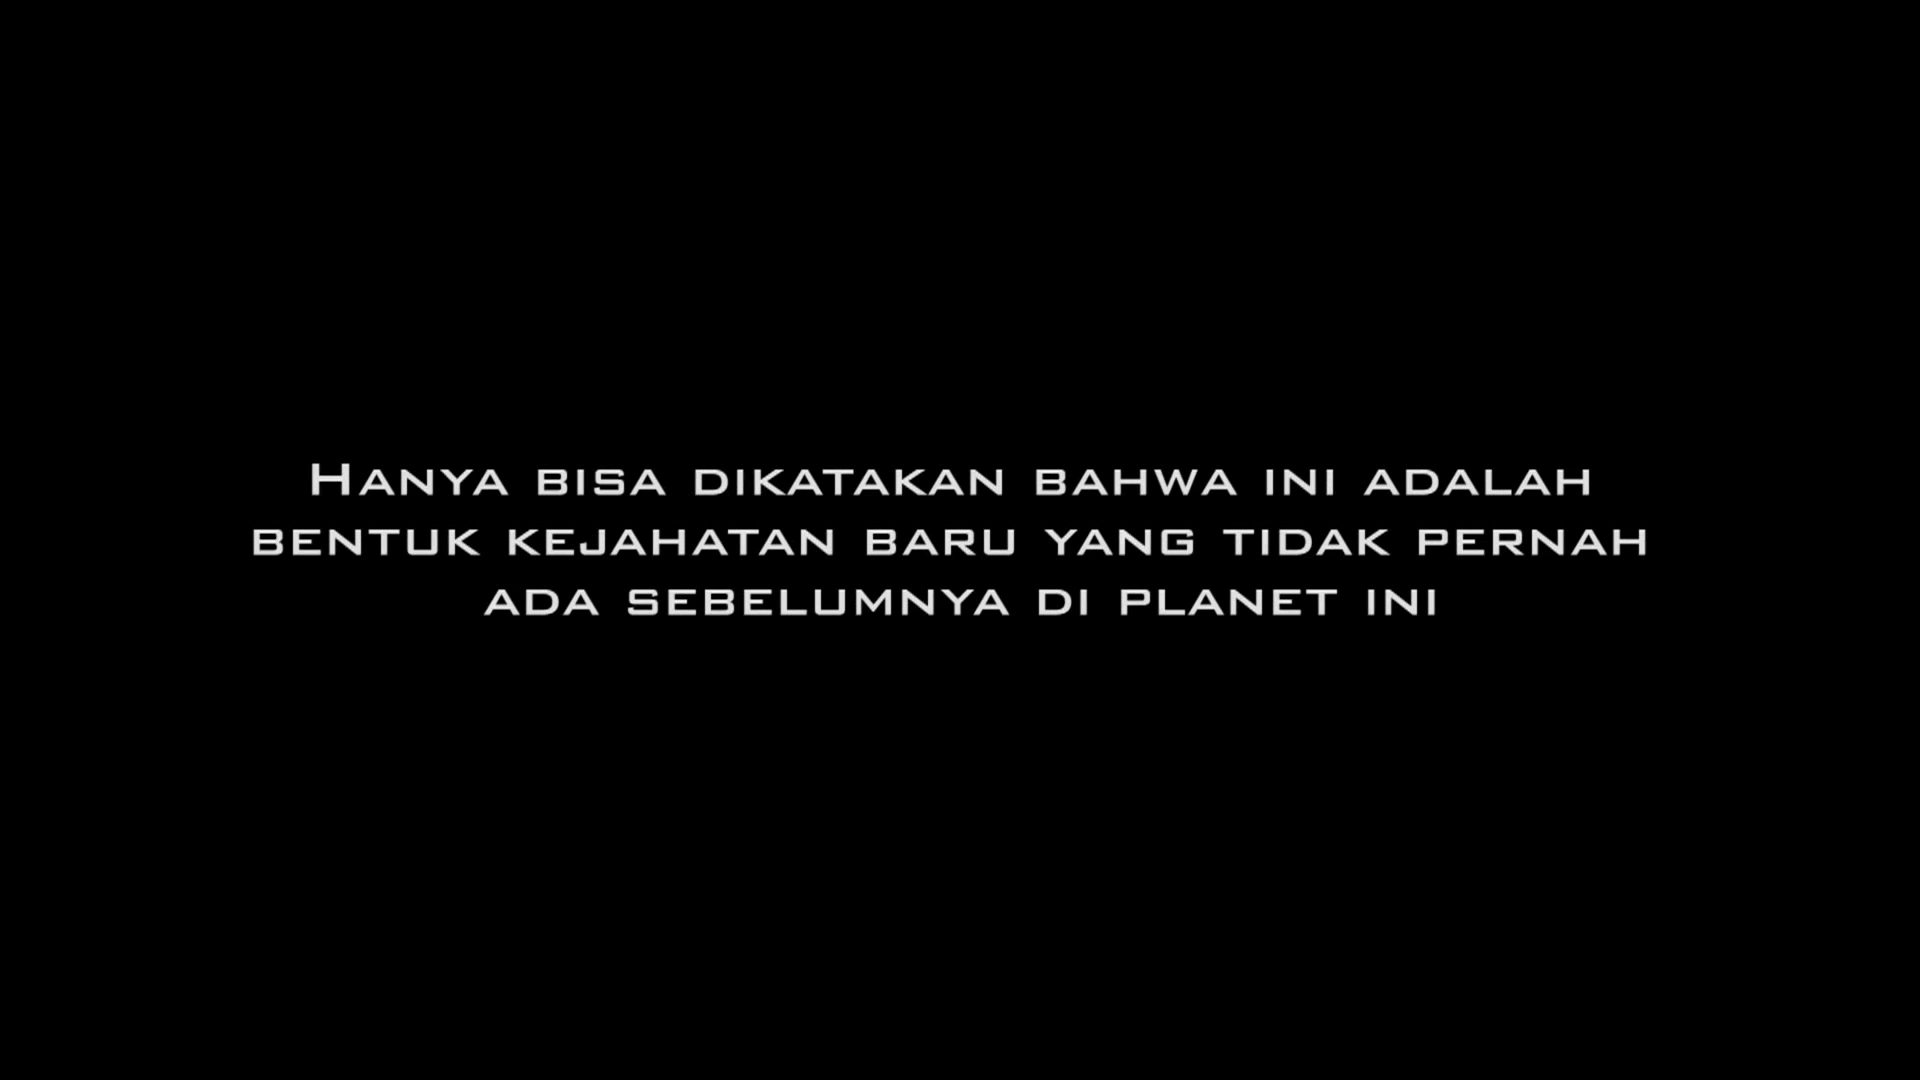 Hanya bisa dikatakan bahwa ini adalah
bentuk kejahatan baru yang tidak pernah
ada sebelumnya di planet ini